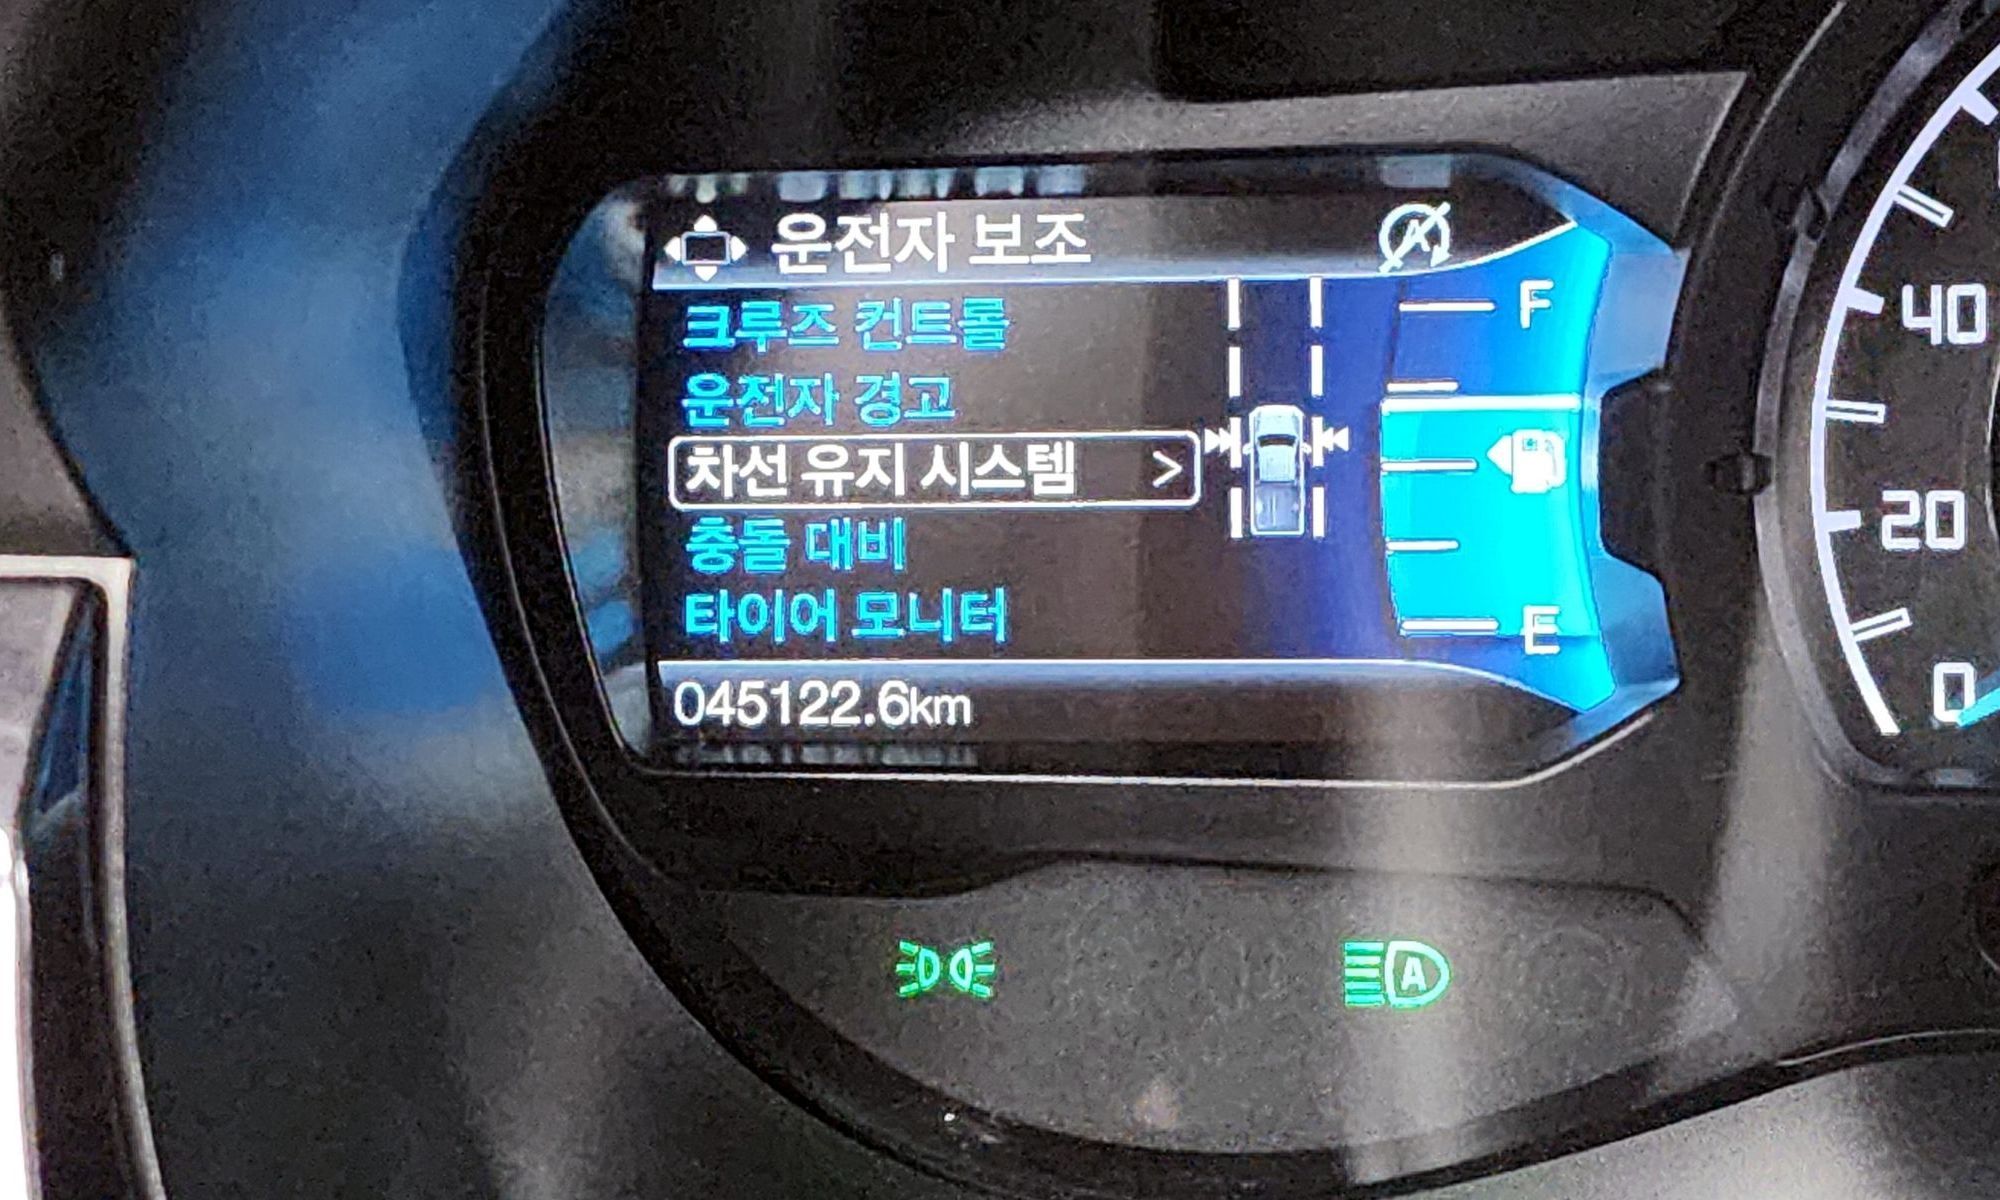 운전자 보조
크루즈 컨트롤
운전자 경고
차선 유지 시스템 >
충돌 대비
타이어 모니터
045122.6km
F
E
40
20
0
A
A